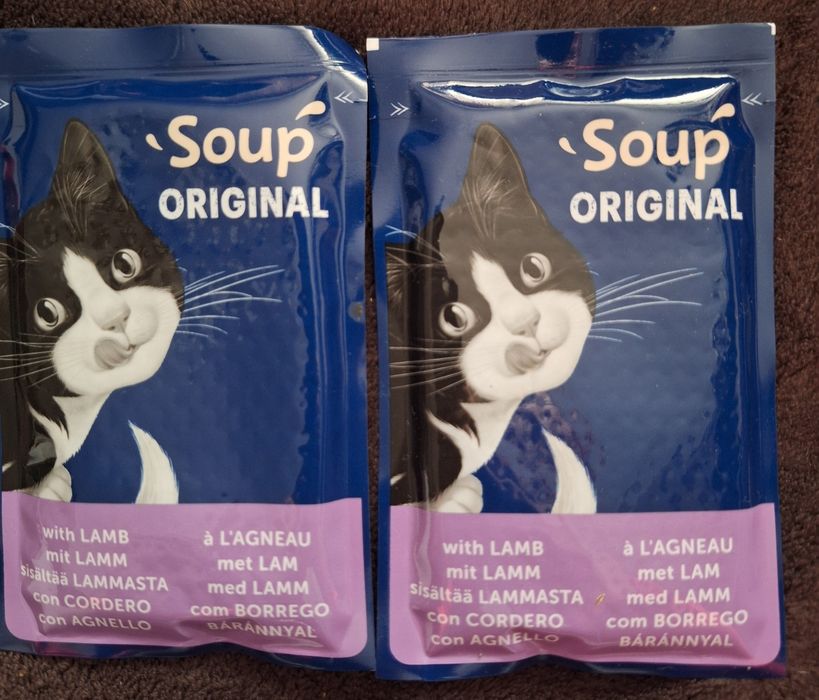 Soup
ORIGINAL
with LAMB
mit LAMM
sisältää LAMMASTA
con CORDERO
con AGNELLO
à L'AGNEAU
met LAM
med LAMM
com BORREGO
BÁRÁNNYAL
Soup
ORIGINAL
with LAMB
mit LAMM
sisältää LAMMASTA
con CORDERO
con AGNELLO
à L'AGNEAU
met LAM
med LAMM
com BORREGO
BÁRÁNNYAL